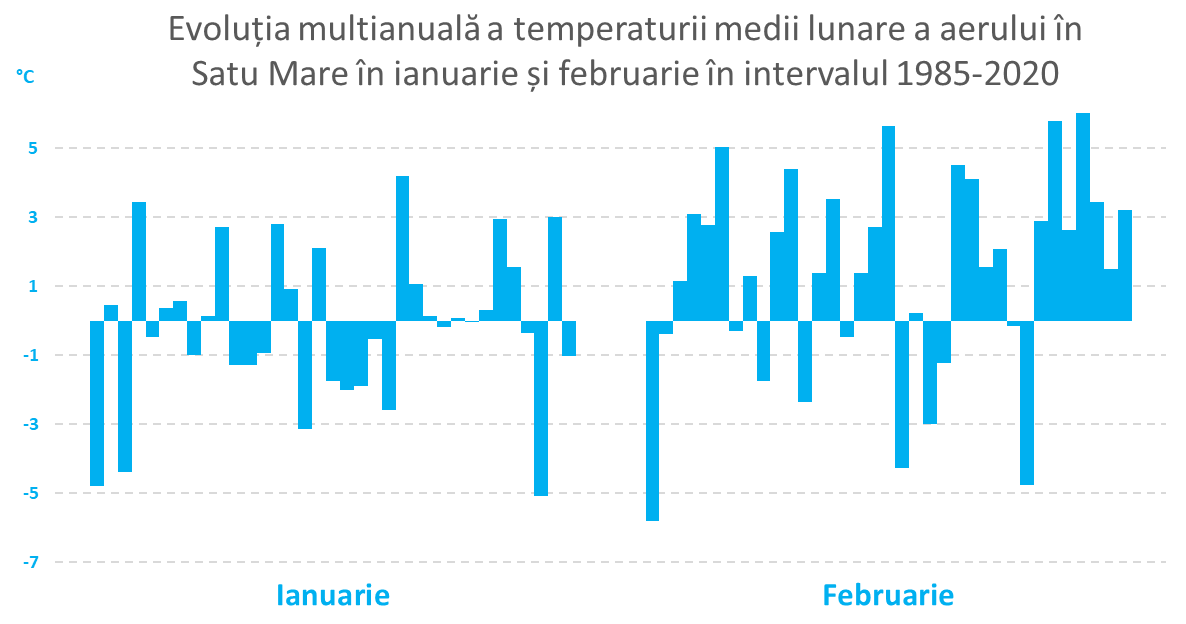 Evoluția multianuală a temperaturii medii lunare a aerului în
Satu Mare în ianuarie și februarie în intervalul 1985-2020
°C
5
3
1
-1
-3
-5
-7
Ianuarie
Februarie